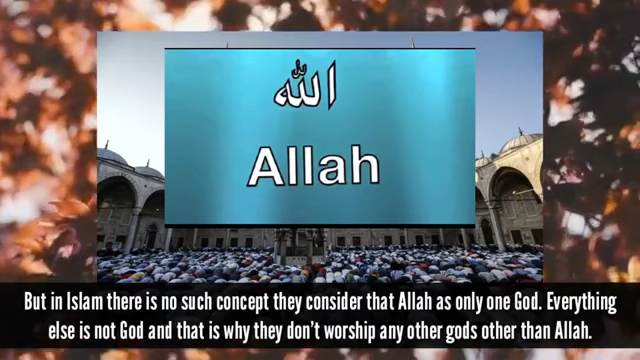 الله
Allah
But in Islam there is no such concept they consider that Allah as only one God. Everything
else is not God and that is why they don't worship any other gods other than Allah.